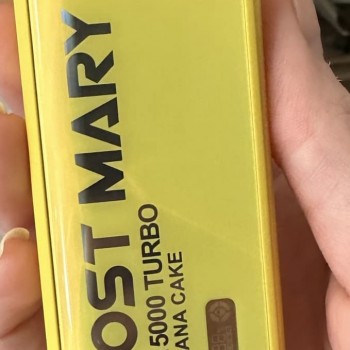 OST MARY
5000 TURBO
ANA CAKE